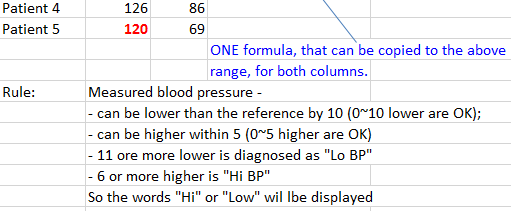 Patient 4 126 86
Patient 5 120 69
ONE formula, that can be copied to the above
range, for both columns.
Rule: Measured blood pressure -
- can be lower than the reference by 10 (0~10 lower are OK);
- can be higher within 5 (0~5 higher are OK)
- 11 ore more lower is diagnosed as "Lo BP"
- 6 or more higher is "Hi BP"
So the words "Hi" or "Low" wil lbe displayed